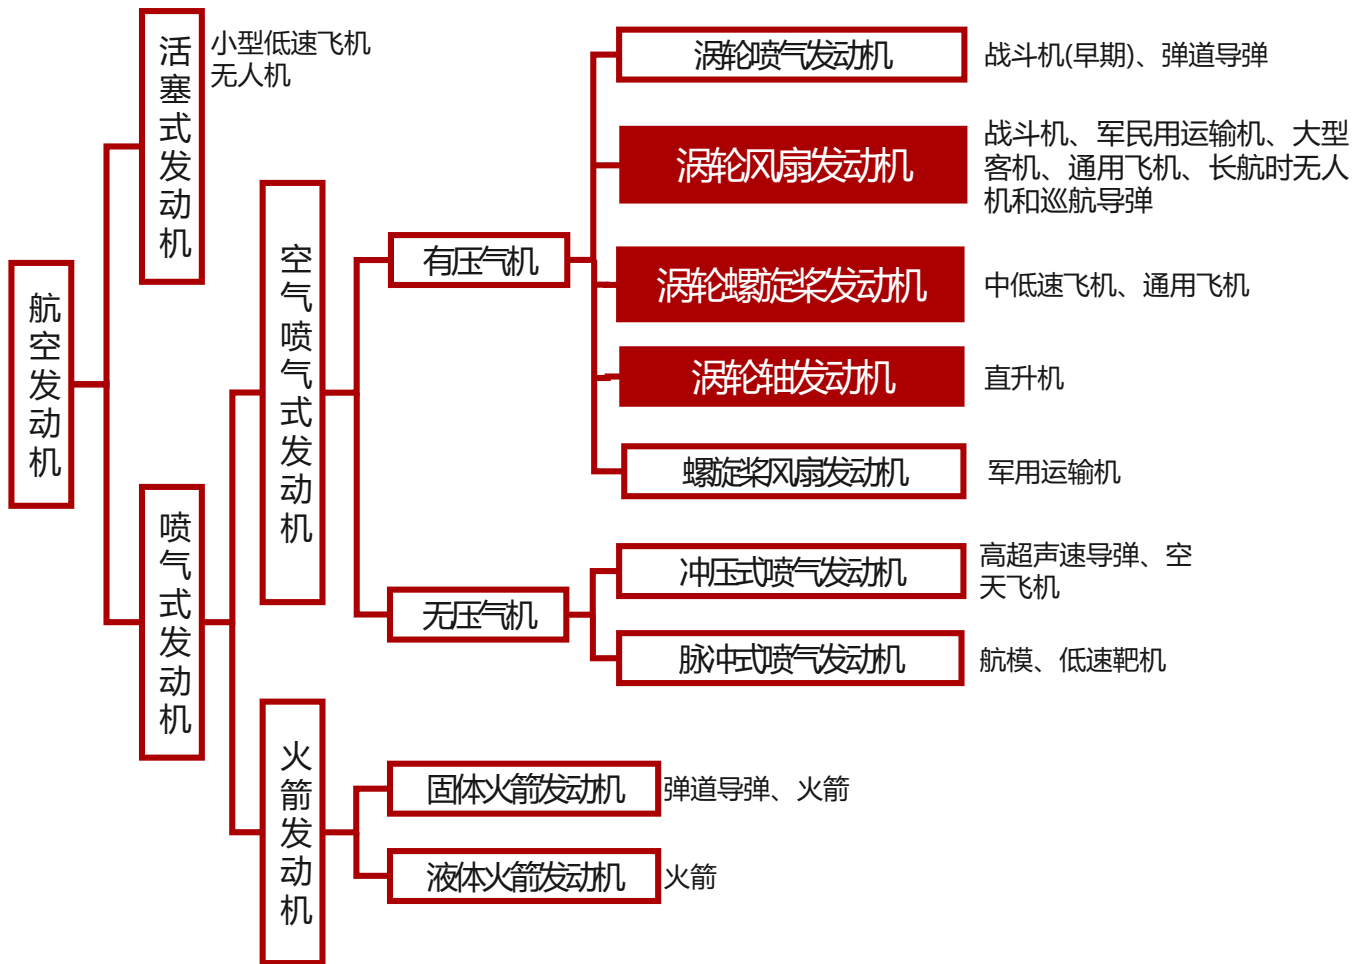 航空发动机
活塞式发动机
小型低速飞机
无人机
喷气式发动机
空气喷气式发动机
有压气机
涡轮喷气发动机
战斗机(早期)、弹道导弹
涡轮风扇发动机
战斗机、军民用运输机、大型
客机、通用飞机、长航时无人
机和巡航导弹
涡轮螺旋桨发动机
中低速飞机、通用飞机
涡轮轴发动机
直升机
螺旋桨风扇发动机
军用运输机
无压气机
冲压式喷气发动机
高超声速导弹、空
天飞机
脉冲式喷气发动机
航模、低速靶机
火箭发动机
固体火箭发动机
弹道导弹、火箭
液体火箭发动机
火箭